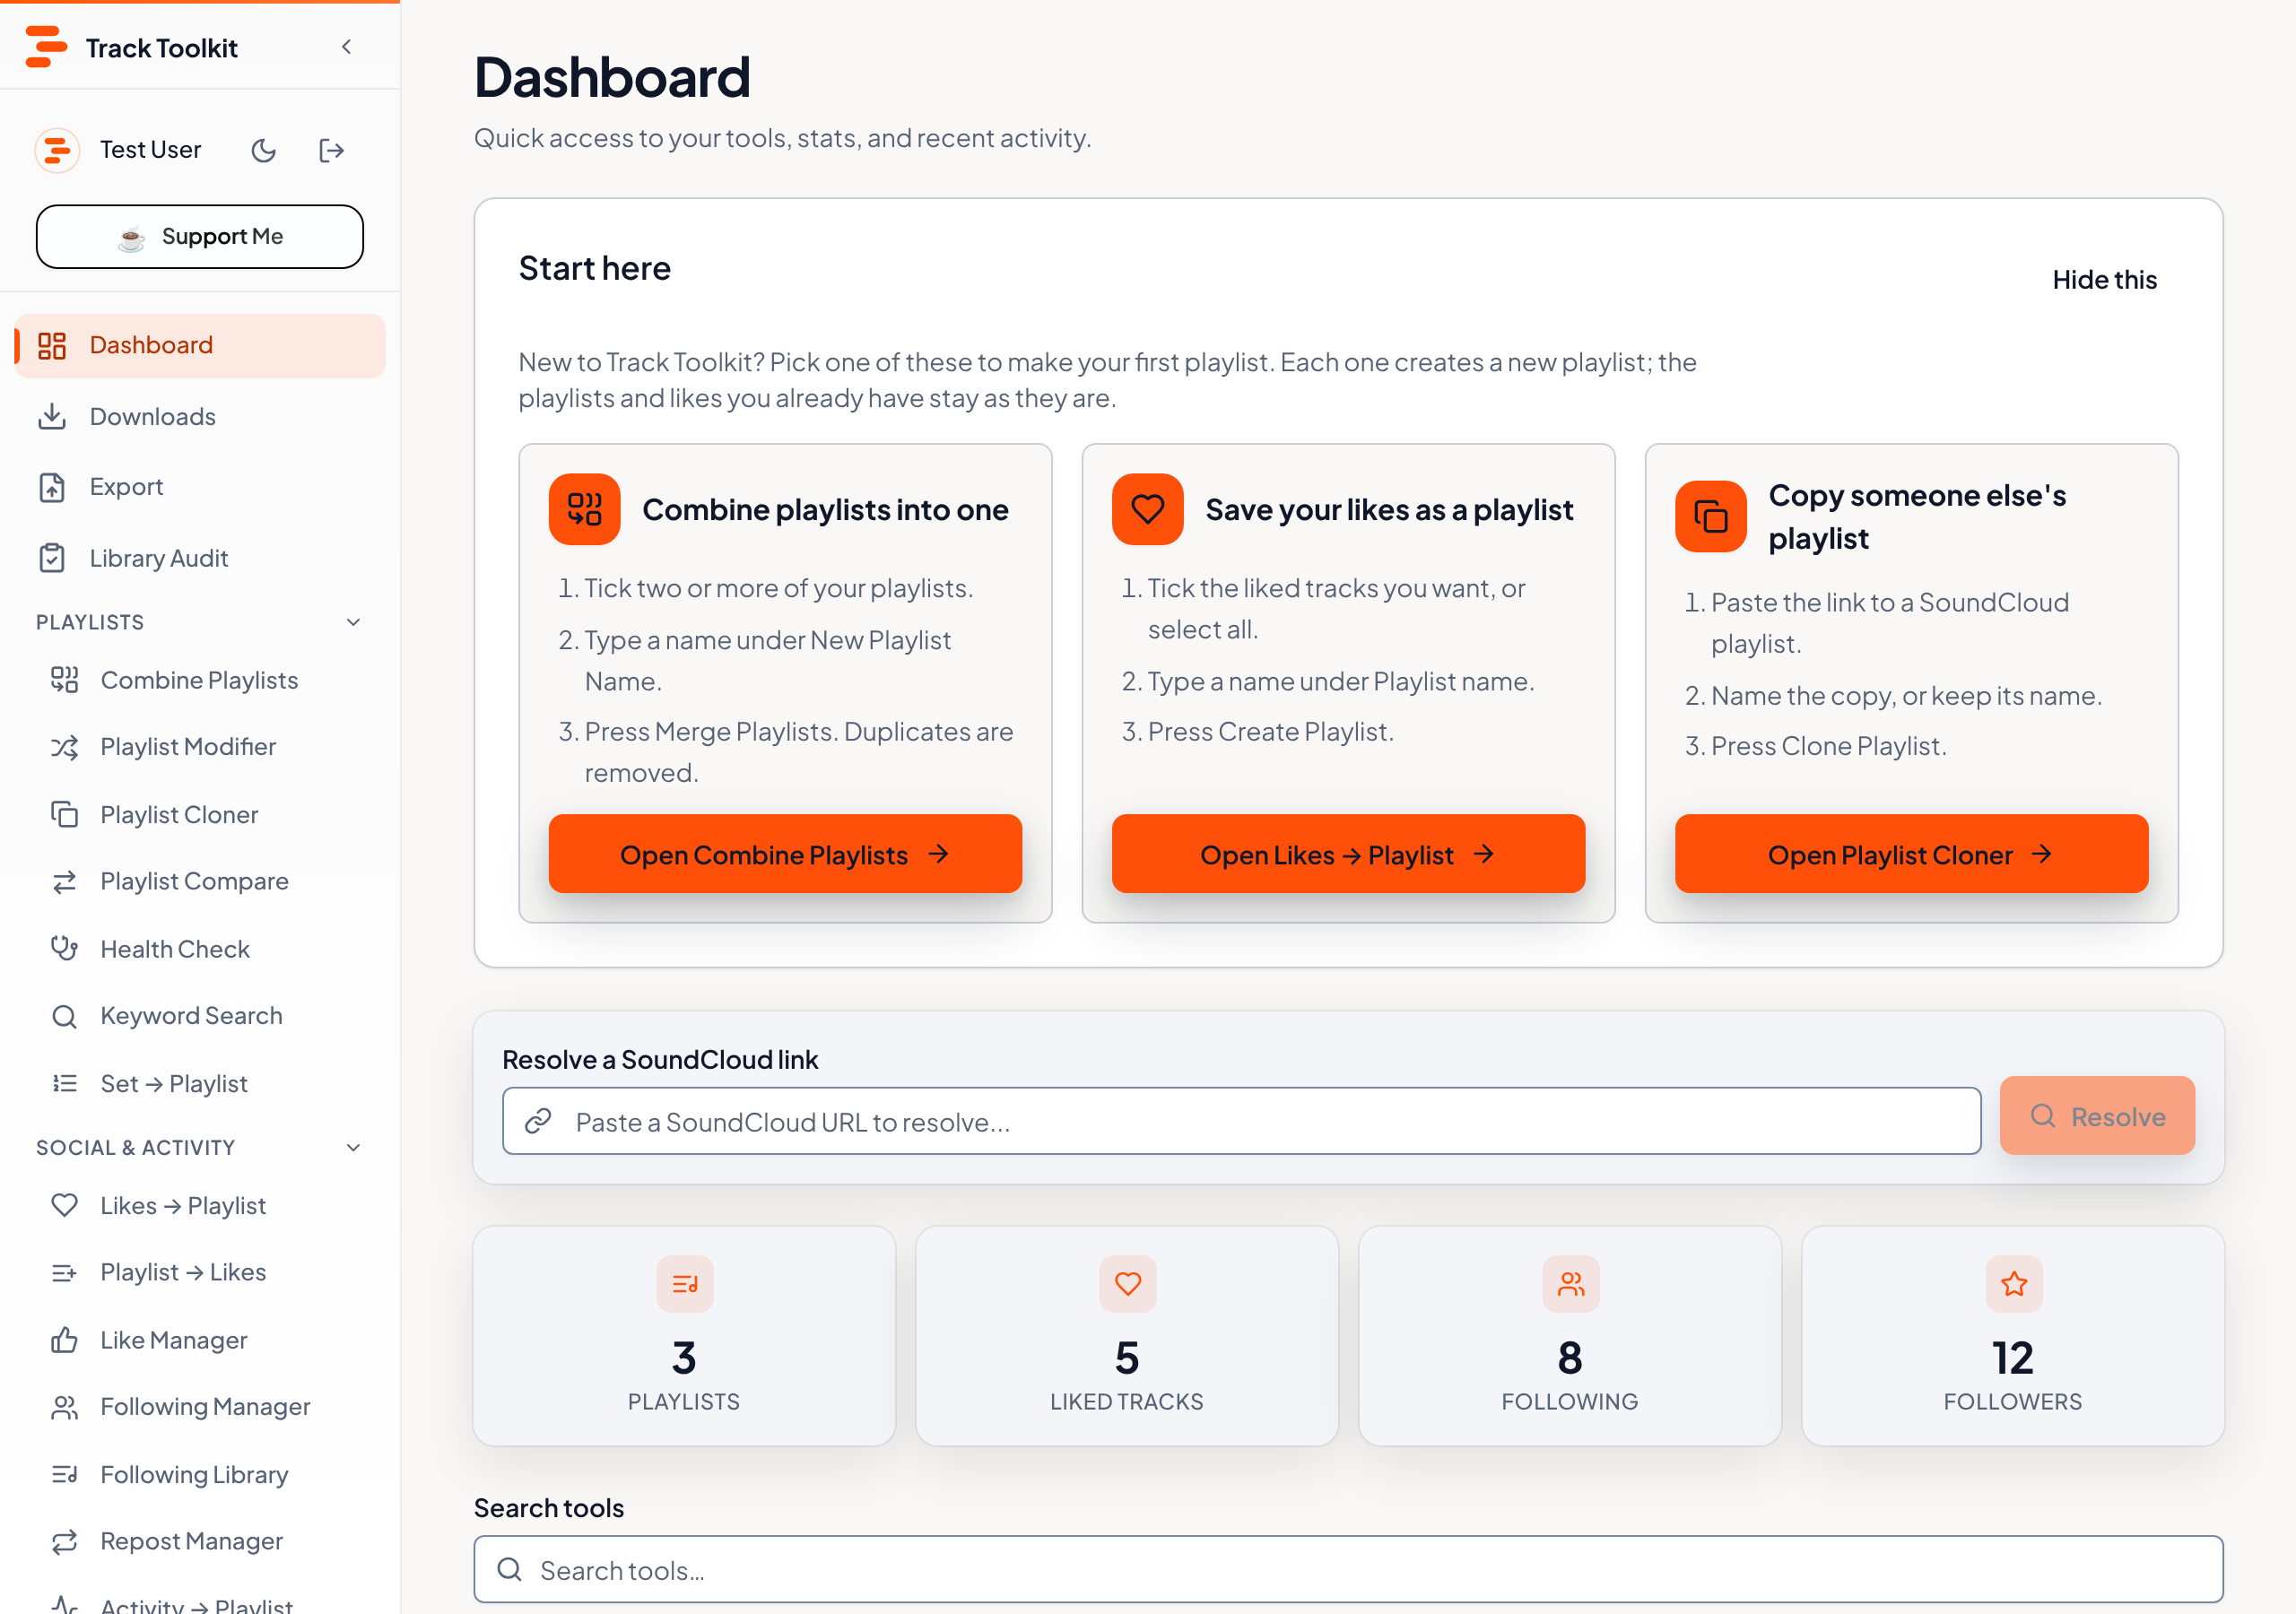 Track Toolkit
Test User
Support Me
Dashboard
Downloads
Export
Library Audit
PLAYLISTS
Combine Playlists
Playlist Modifier
Playlist Cloner
Playlist Compare
Health Check
Keyword Search
Set → Playlist
SOCIAL & ACTIVITY
Likes → Playlist
Playlist → Likes
Like Manager
Following Manager
Following Library
Repost Manager
Activity → Playlist
Dashboard
Quick access to your tools, stats, and recent activity.
Start here
Hide this
New to Track Toolkit? Pick one of these to make your first playlist. Each one creates a new playlist; the
playlists and likes you already have stay as they are.
Combine playlists into one
1. Tick two or more of your playlists.
2. Type a name under New Playlist
Name.
3. Press Merge Playlists. Duplicates are
removed.
Open Combine Playlists →
Save your likes as a playlist
1. Tick the liked tracks you want, or
select all.
2. Type a name under Playlist name.
3. Press Create Playlist.
Open Likes → Playlist →
Copy someone else's
playlist
1. Paste the link to a SoundCloud
playlist.
2. Name the copy, or keep its name.
3. Press Clone Playlist.
Open Playlist Cloner →
Resolve a SoundCloud link
Paste a SoundCloud URL to resolve...
Resolve
3
PLAYLISTS
5
LIKED TRACKS
8
FOLLOWING
12
FOLLOWERS
Search tools
Search tools...